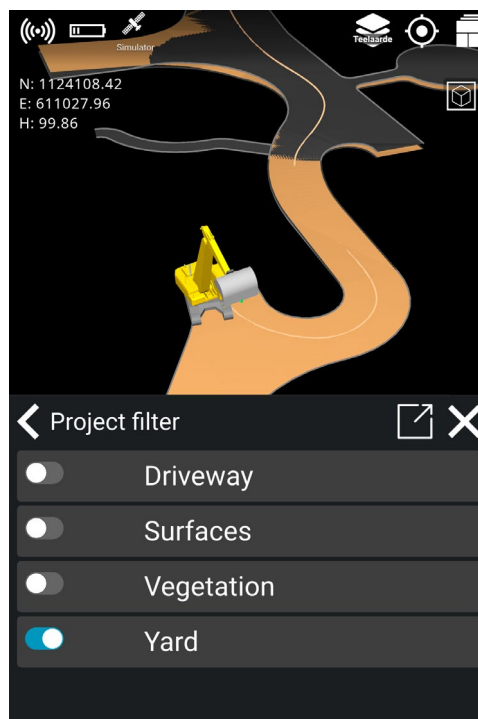 Simulator
Teelaarde
N: 1124108.42
E: 611027.96
H: 99.86
Project filter
Driveway
Surfaces
Vegetation
Yard